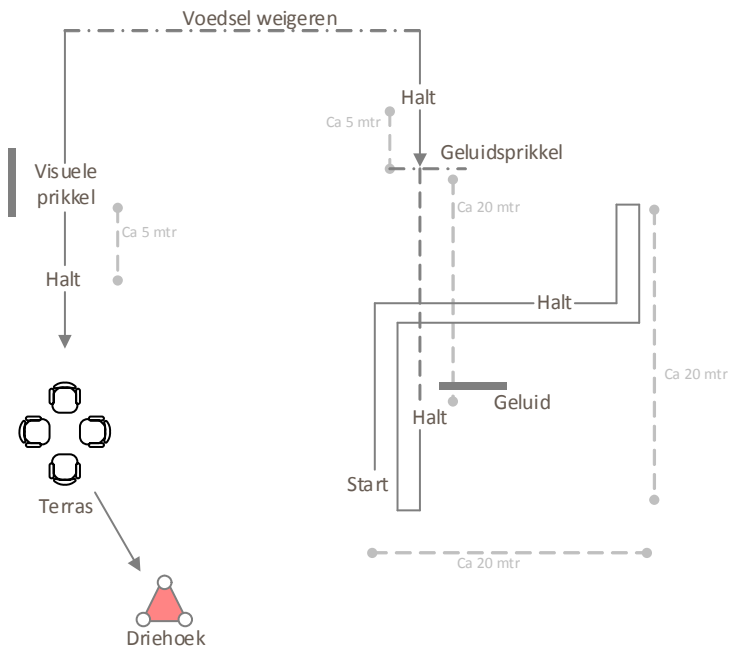 Voedsel weigeren
Halt
Ca 5 mtr
Geluidsprikkel
Visuele
prikkel
Ca 20 mtr
Ca 5 mtr
Halt
Halt
Ca 20 mtr
Geluid
Halt
Start
Terras
Ca 20 mtr
Driehoek